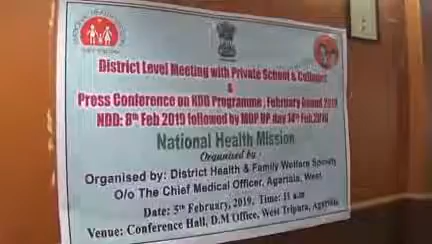 District Level Meeting with Private School & Colleges
&
Press Conference on NDD Programme, February Round 2019
NDD: 8th Feb 2019 followed by MOP UP day 14th Feb, 2019
National Health Mission
Organised by :
Organised by: District Health & Family Welfare Society
O/o The Chief Medical Officer, Agartala, West.
Date: 5th February, 2019, Time: 11 a.m
Venue: Conference Hall, D.M Office, West Tripura, Agartala